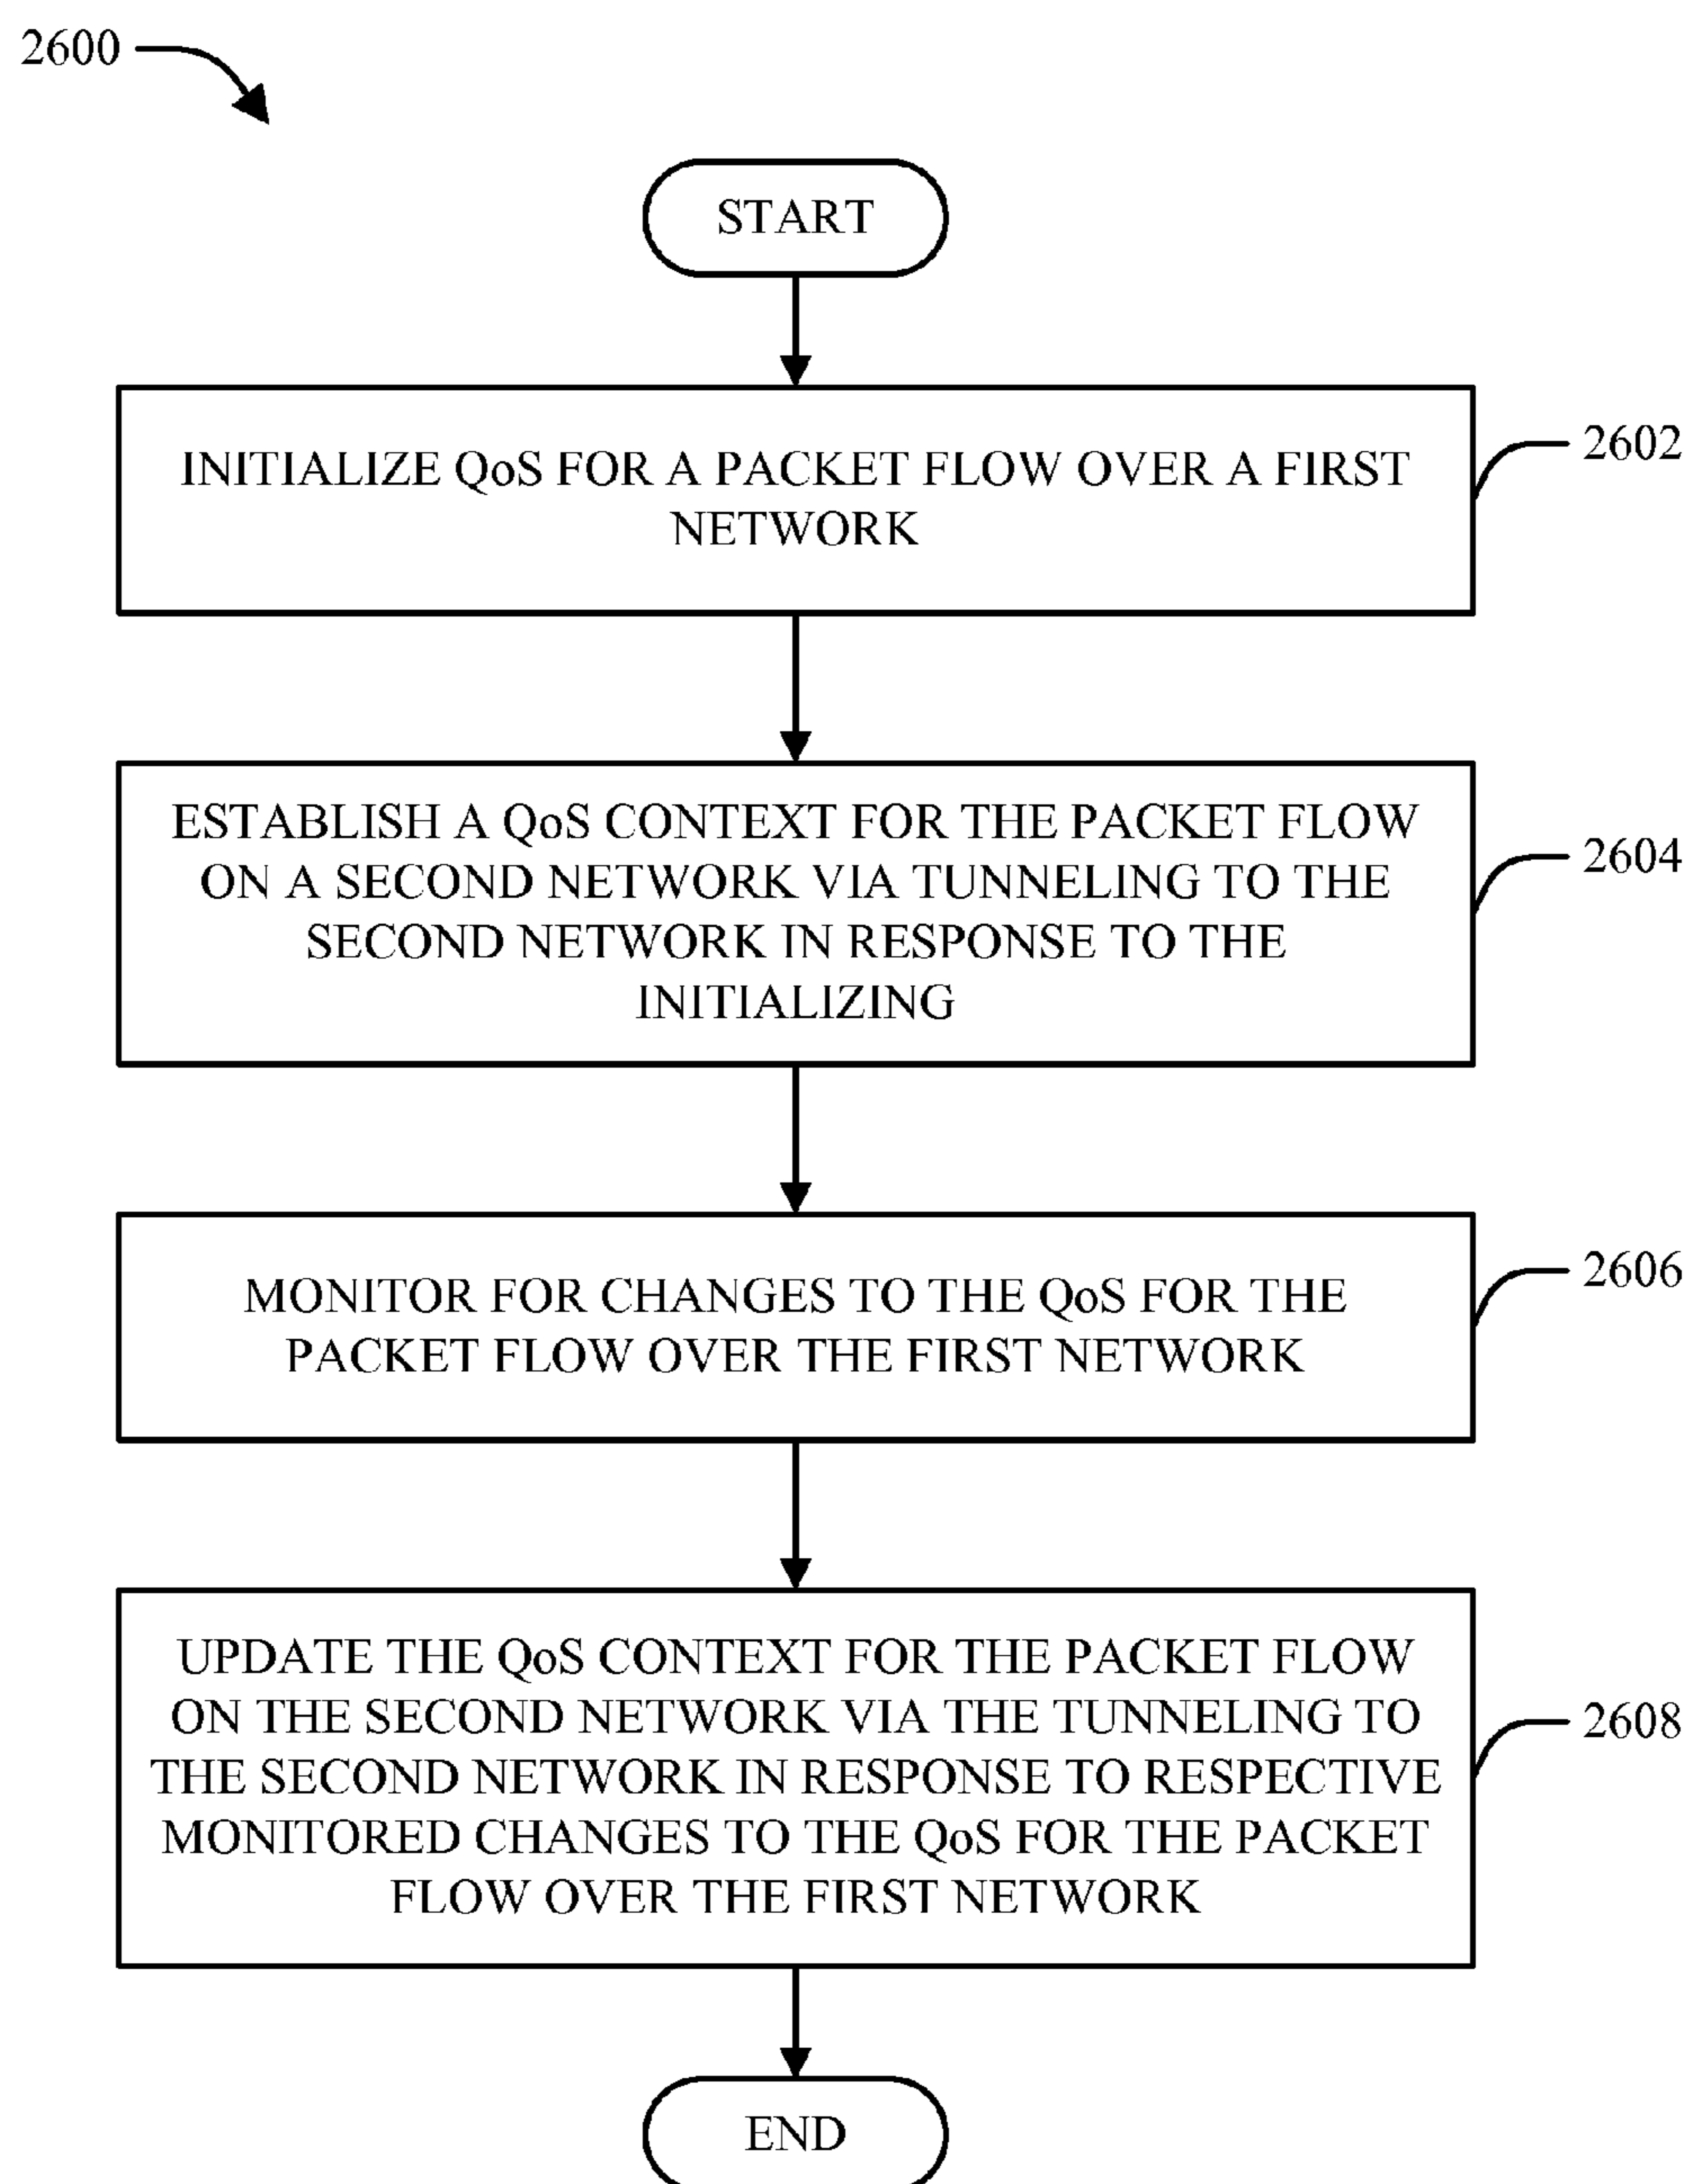 2600
START
INITIALIZE QoS FOR A PACKET FLOW OVER A FIRST
NETWORK
2602
ESTABLISH A QoS CONTEXT FOR THE PACKET FLOW
ON A SECOND NETWORK VIA TUNNELING TO THE
SECOND NETWORK IN RESPONSE TO THE
INITIALIZING
2604
MONITOR FOR CHANGES TO THE QoS FOR THE
PACKET FLOW OVER THE FIRST NETWORK
2606
UPDATE THE QoS CONTEXT FOR THE PACKET FLOW
ON THE SECOND NETWORK VIA THE TUNNELING TO
THE SECOND NETWORK IN RESPONSE TO RESPECTIVE
MONITORED CHANGES TO THE QoS FOR THE PACKET
FLOW OVER THE FIRST NETWORK
2608
END